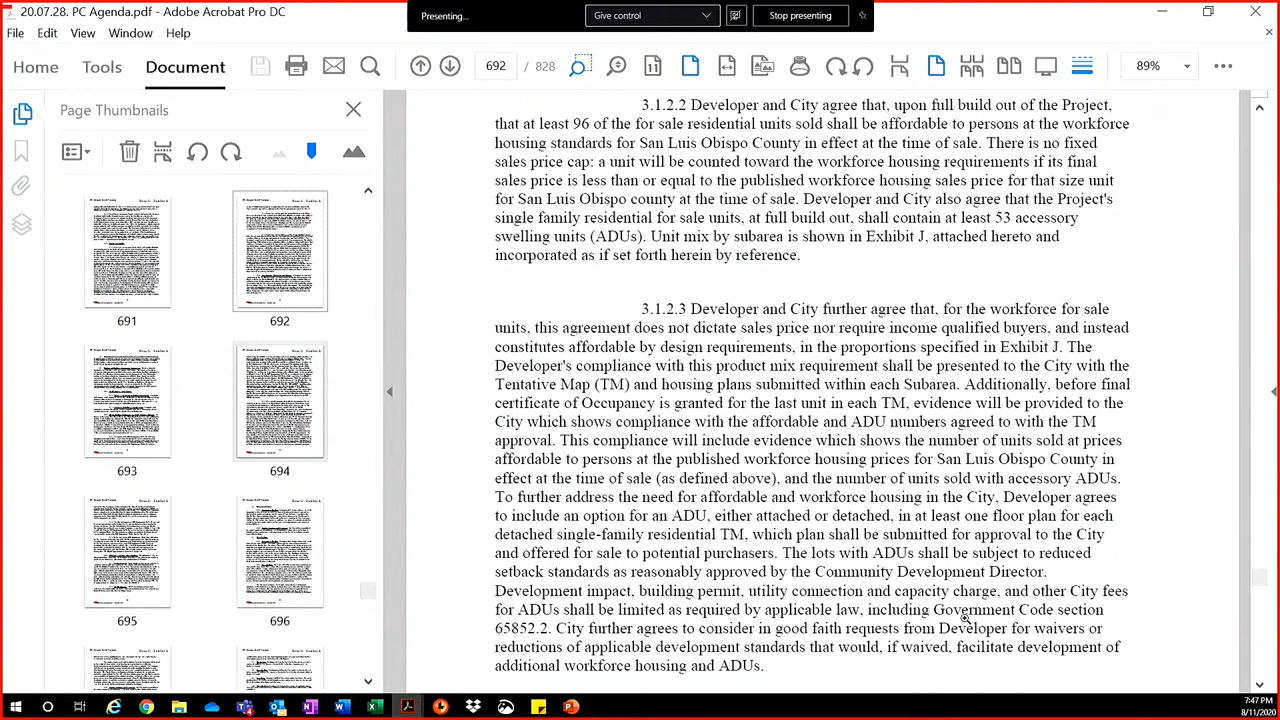 20.07.28. PC Agenda.pdf - Adobe Acrobat Pro DC
Presenting...
Give control
Stop presenting
File Edit View Window Help
Home Tools Document
692 / 828
89%
Page Thumbnails
691
692
693
694
695
696
3.1.2.2 Developer and City agree that, upon full build out of the Project,
that at least 96 of the for sale residential units sold shall be affordable to persons at the workforce
housing standards for San Luis Obispo County in effect at the time of sale. There is no fixed
sales price cap: a unit will be counted toward the workforce housing requirements if its final
sales price is less than or equal to the published workforce housing sales price for that size unit
for San Luis Obispo county at the time of sale. Developer and City also agree that the Project's
single family residential for sale units, at full build out, shall contain at least 53 accessory
swelling units (ADUs). Unit mix by subarea is shown in Exhibit J, attached hereto and
incorporated as if set forth herein by reference.
3.1.2.3 Developer and City further agree that, for the workforce for sale
units, this agreement does not dictate sales price nor require income qualified buyers, and instead
constitutes affordable by design requirements, in the proportions specified in Exhibit J. The
Developer's compliance with this product mix requirement shall be presented to the City with the
Tentative Map (TM) and housing plans submitted within each Subarea. Additionally, before final
certificate of Occupancy is granted for the last unit in each TM, evidence will be provided to the
City which shows compliance with the affordable and ADU numbers agreed to with the TM
approval. This compliance will include evidence which shows the number of units sold at prices
affordable to persons at the published workforce housing prices for San Luis Obispo County in
effect at the time of sale (as defined above), and the number of units sold with accessory ADUs.
To further address the need for affordable and workforce housing in the City, Developer agrees
to include an option for an ADU, either attached or detached, in at least one floor plan for each
detached single-family residential TM, which plan shall be submitted for approval to the City
and offered for sale to potential purchasers. The lots with ADUs shall be subject to reduced
setback standards as reasonably approved by the Community Development Director.
Development impact, building permit, utility connection and capacity charge, and other City fees
for ADUs shall be limited as required by applicable law, including Government Code section
65852.2. City further agrees to consider in good faith requests from Developer for waivers or
reductions of applicable development standards that would, if waived, facilitate development of
additional workforce housing and ADUs.
7:47 PM
8/11/2020